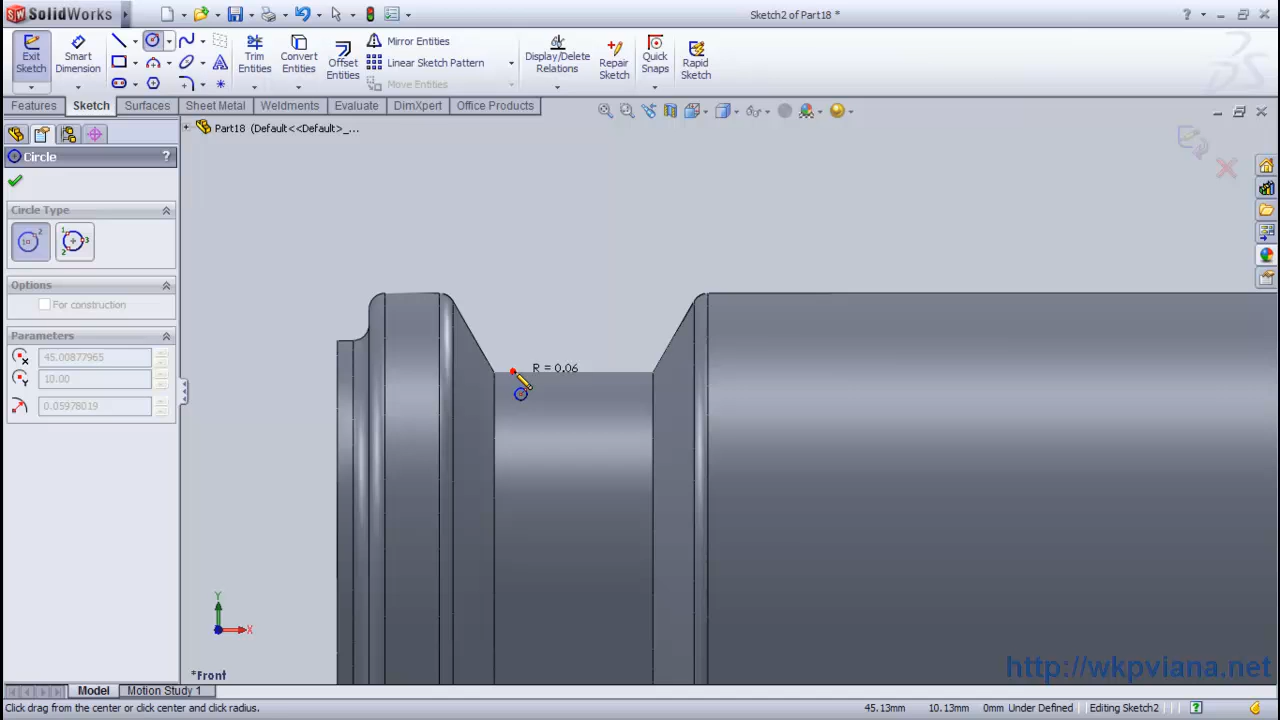 SolidWorks
Sketch2 of Part18 *
Exit Sketch
Smart Dimension
Trim Entities
Convert Entities
Offset Entities
Mirror Entities
Linear Sketch Pattern
Move Entities
Display/Delete Relations
Repair Sketch
Quick Snaps
Rapid Sketch
Features
Sketch
Surfaces
Sheet Metal
Weldments
Evaluate
DimXpert
Office Products
Part18 (Default<<Default>_...
Circle
?
Circle Type
Options
For construction
Parameters
45.00877965
10.00
0.05978019
R = 0.06
Y
X
*Front
http://wkpviana.net
Model
Motion Study 1
Click drag from the center or click center and click radius.
45.13mm
10.13mm
0mm
Under Defined
Editing Sketch2